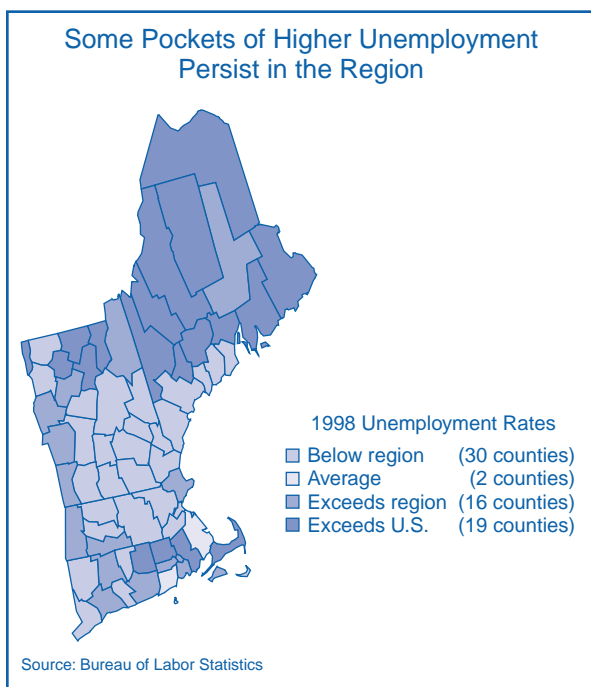 Some Pockets of Higher Unemployment
Persist in the Region
1998 Unemployment Rates
Below region (30 counties)
Average (2 counties)
Exceeds region (16 counties)
Exceeds U.S. (19 counties)
Source: Bureau of Labor Statistics